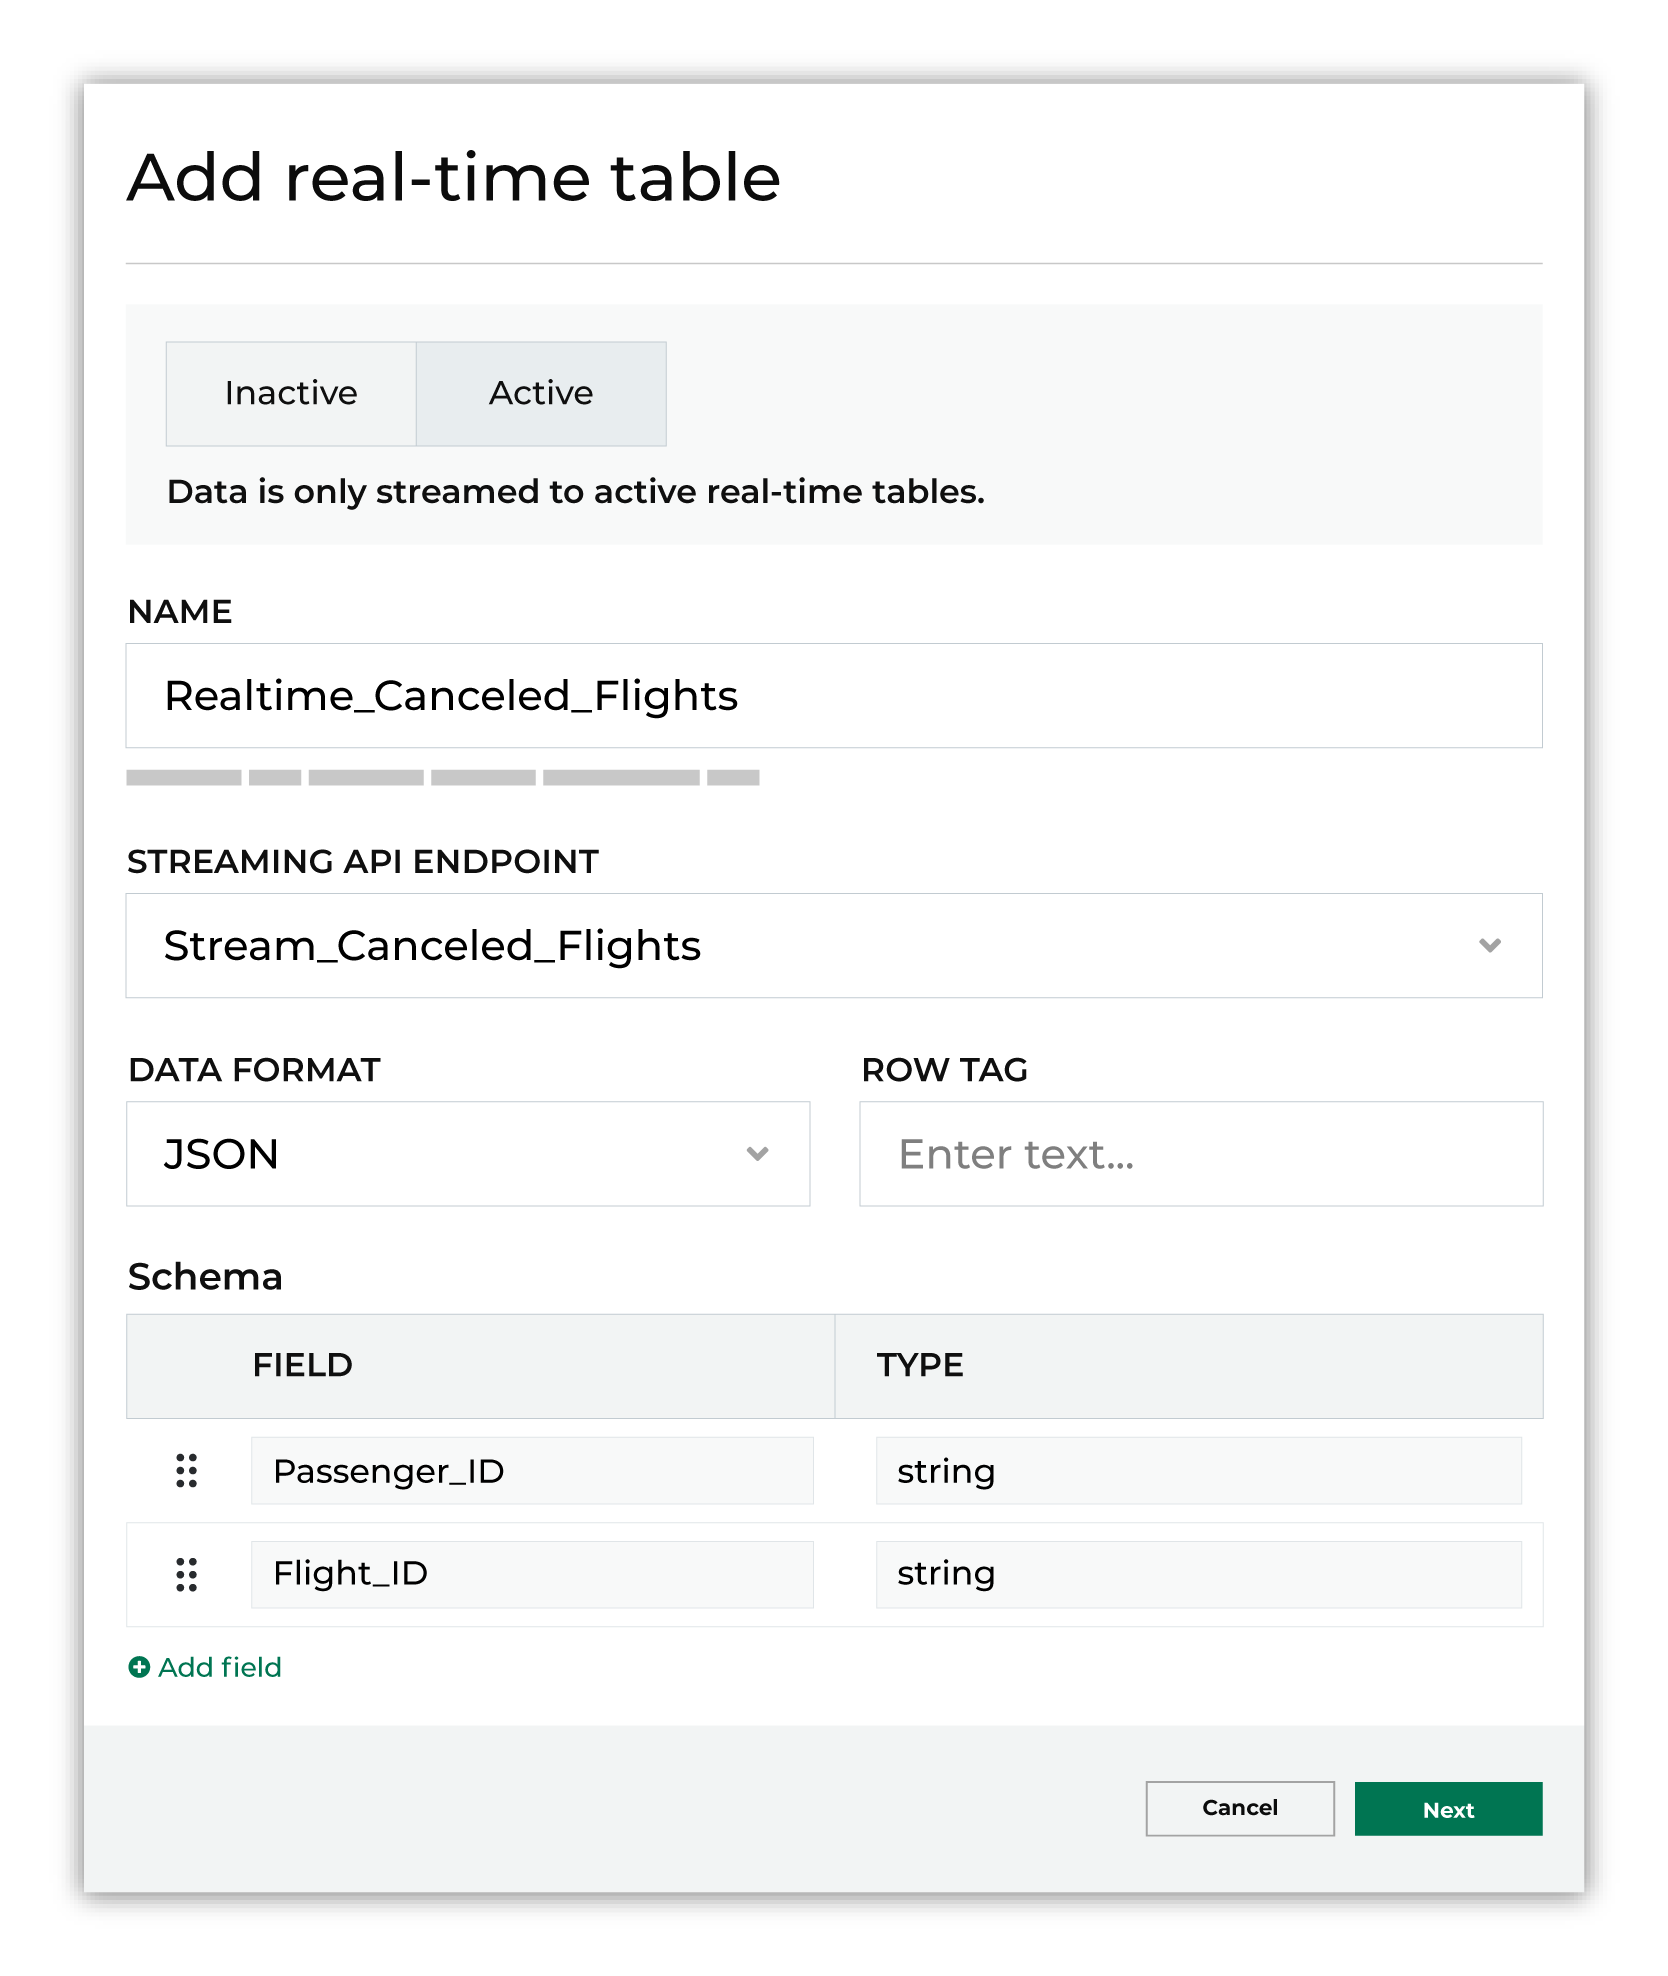 Add real-time table
Inactive Active
Data is only streamed to active real-time tables.
NAME
Realtime_Canceled_Flights
STREAMING API ENDPOINT
Stream_Canceled_Flights
DATA FORMAT ROW TAG
JSON Enter text...
Schema
FIELD TYPE
Passenger_ID string
Flight_ID string
Add field
Cancel Next